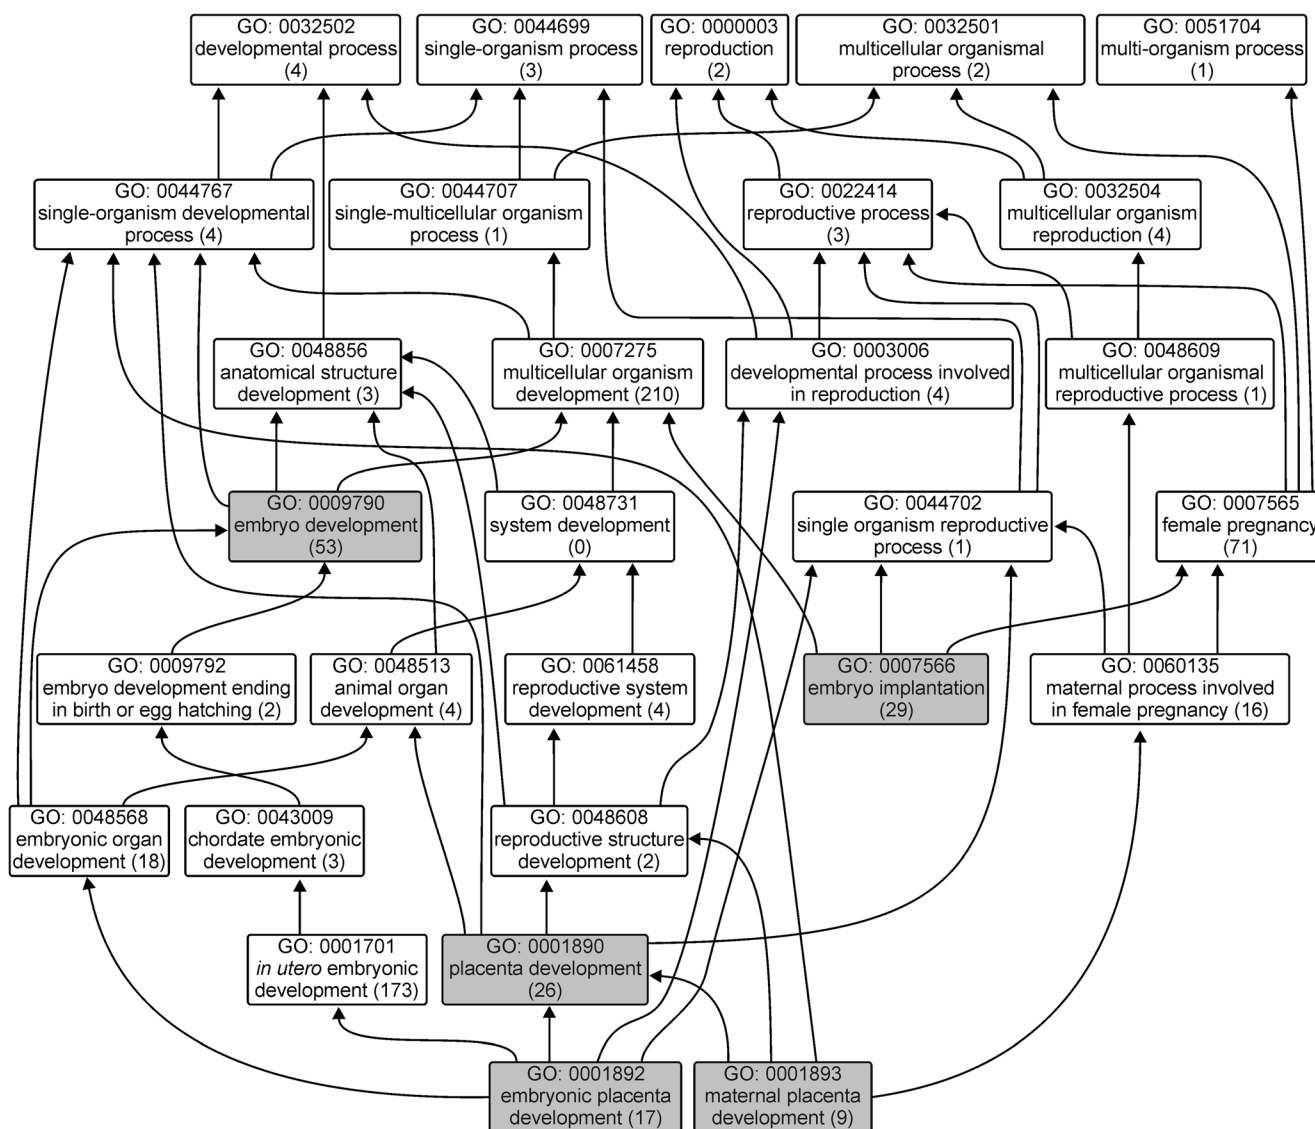 GO: 0032502
developmental process
(4)
GO: 0044699
single-organism process
(3)
GO: 0000003
reproduction
(2)
GO: 0032501
multicellular organismal
process (2)
GO: 0051704
multi-organism process
(1)
GO: 0044767
single-organism developmental
process (4)
GO: 0044707
single-multicellular organism
process (1)
GO: 0022414
reproductive process
(3)
GO: 0032504
multicellular organism
reproduction (4)
GO: 0048856
anatomical structure
development (3)
GO: 0007275
multicellular organism
development (210)
GO: 0003006
developmental process involved
in reproduction (4)
GO: 0048609
multicellular organismal
reproductive process (1)
GO: 0009790
embryo development
(53)
GO: 0048731
system development
(0)
GO: 0044702
single organism reproductive
process (1)
GO: 0007565
female pregnancy
(71)
GO: 0009792
embryo development ending
in birth or egg hatching (2)
GO: 0048513
animal organ
development (4)
GO: 0061458
reproductive system
development (4)
GO: 0007566
embryo implantation
(29)
GO: 0060135
maternal process involved
in female pregnancy (16)
GO: 0048568
embryonic organ
development (18)
GO: 0043009
chordate embryonic
development (3)
GO: 0048608
reproductive structure
development (2)
GO: 0001701
in utero embryonic
development (173)
GO: 0001890
placenta development
(26)
GO: 0001892
embryonic placenta
development (17)
GO: 0001893
maternal placenta
development (9)